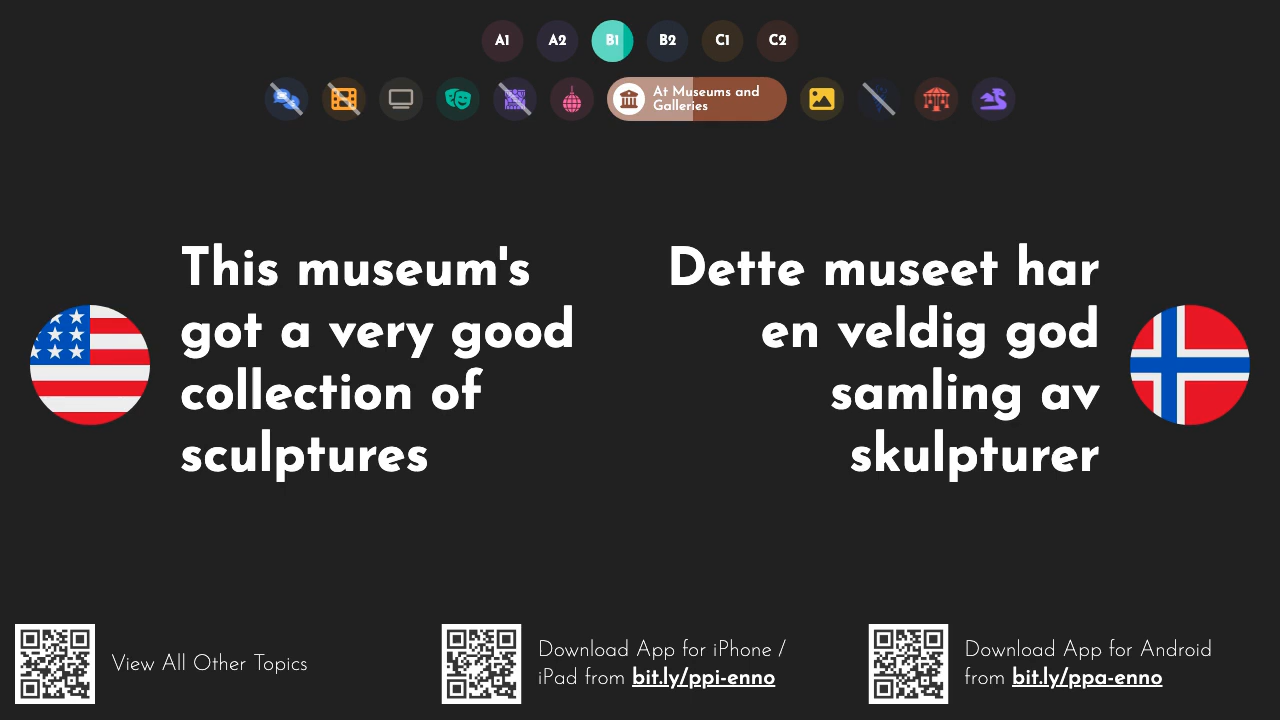 A1 A2 B1 B2 C1 C2
At Museums and
Galleries
This museum's
got a very good
collection of
sculptures
Dette museet har
en veldig god
samling av
skulpturer
View All Other Topics
Download App for iPhone /
iPad from bit.ly/ppi-enno
Download App for Android
from bit.ly/ppa-enno